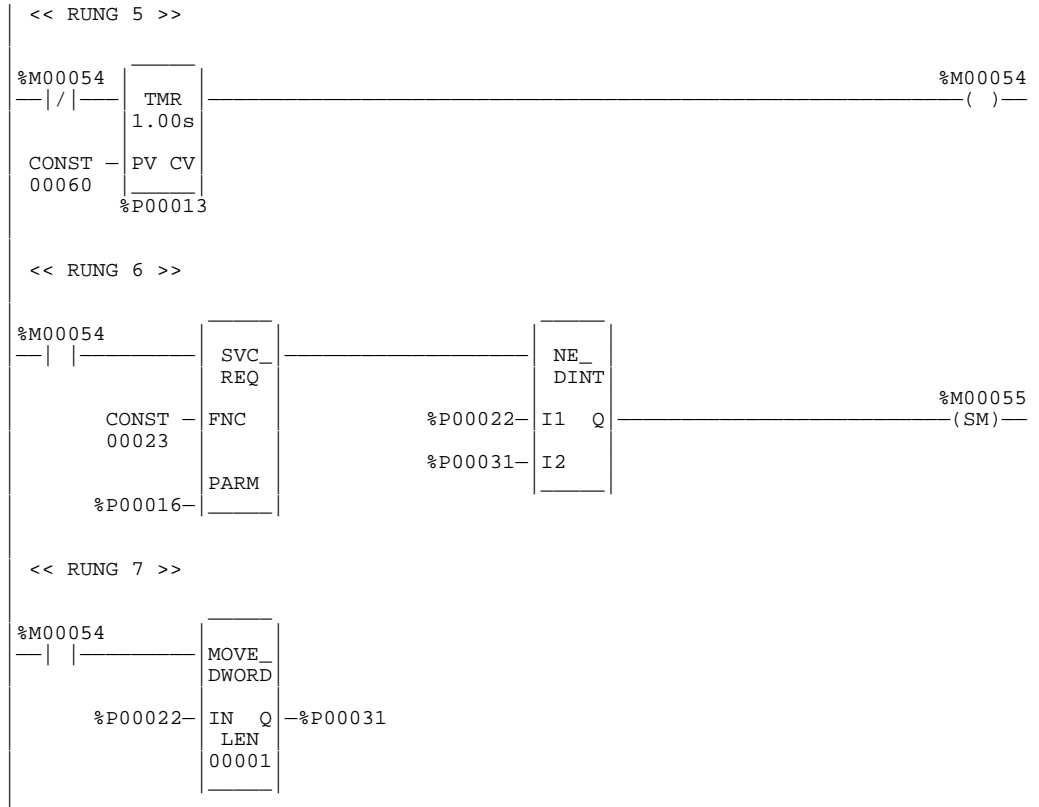 << RUNG 5 >>
%M00054 %M00054
|/| TMR ( )
1.00s
CONST PV CV
00060
%P00013
<< RUNG 6 >>
%M00054
SVC_ NE_
REQ DINT
%M00055
CONST FNC %P00022 I1 Q (SM)
00023
%P00031 I2
PARM
%P00016
<< RUNG 7 >>
%M00054
MOVE_
DWORD
%P00022 IN Q %P00031
LEN
00001